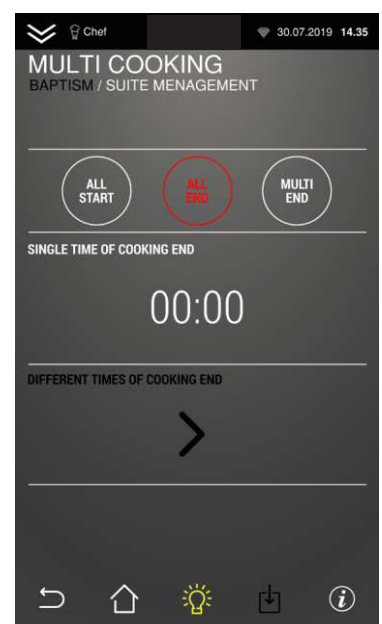 Chef 30.07.2019 14.35
MULTI COOKING
BAPTISM / SUITE MENAGEMENT
ALL START
ALL END
MULTI END
SINGLE TIME OF COOKING END
00:00
DIFFERENT TIMES OF COOKING END
i